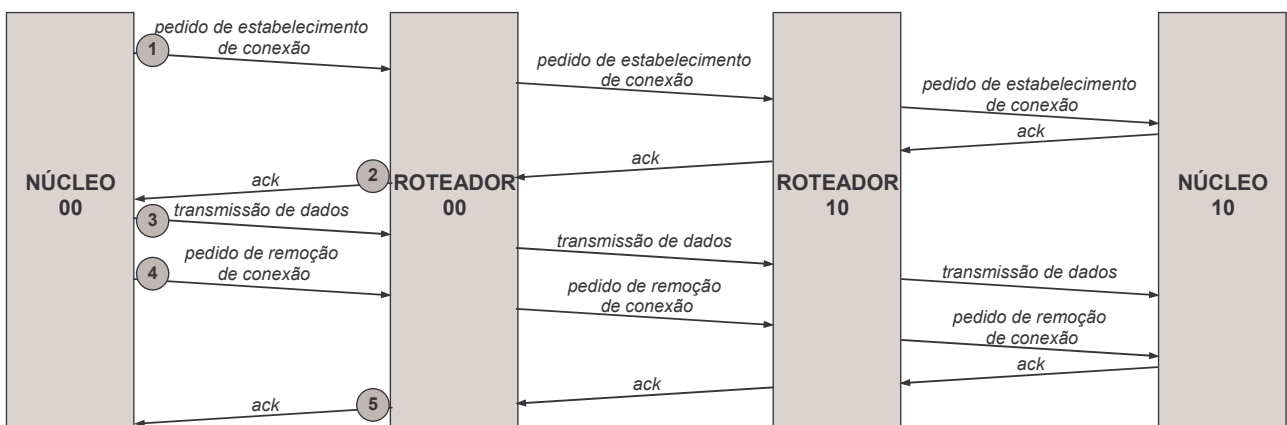 pedido de estabelecimento
de conexão
1
pedido de estabelecimento
de conexão
pedido de estabelecimento
de conexão
ack
ack
2
ack
NÚCLEO
00
ROTEADOR
00
ROTEADOR
10
NÚCLEO
10
3
transmissão de dados
transmissão de dados
pedido de remoção
de conexão
4
transmissão de dados
pedido de remoção
de conexão
pedido de remoção
de conexão
ack
ack
5
ack